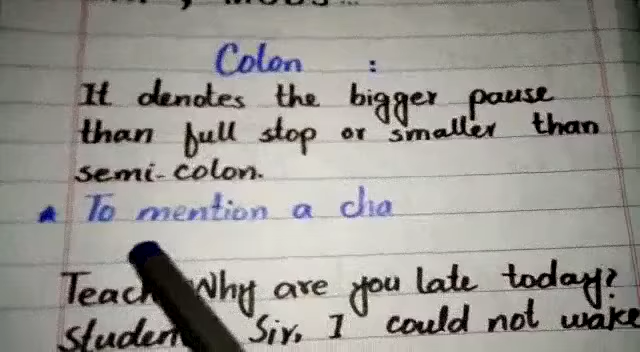 Colon :
It denotes the bigger pause
than full stop or smaller than
semi-colon.
To mention a cha
Teach Why are you late today?
Studen Sir, I could not wake